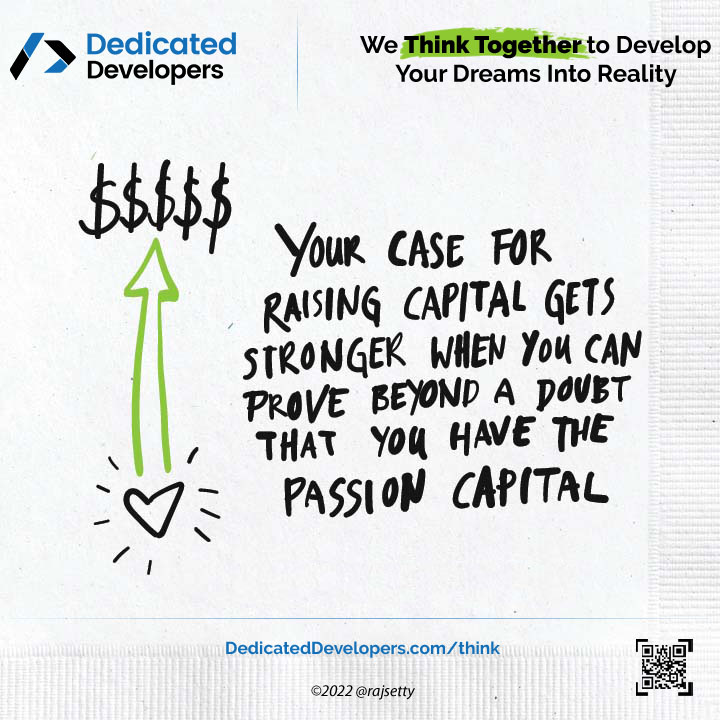 Dedicated
Developers
We Think Together to Develop
Your Dreams Into Reality
$$$$$
YOUR CASE FOR
RAISING CAPITAL GETS
STRONGER WHEN YOU CAN
PROVE BEYOND A DOUBT
THAT YOU HAVE THE
PASSION CAPITAL
DedicatedDevelopers.com/think
©2022 @rajsetty